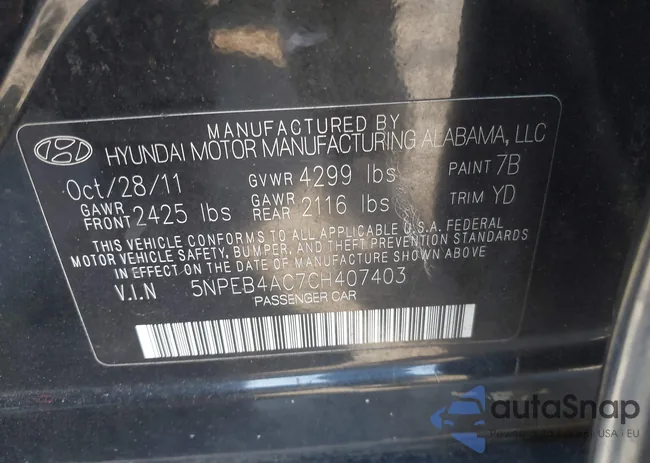 MANUFACTURED BY
HYUNDAI MOTOR MANUFACTURING ALABAMA, LLC
Oct/28/11 GVWR 4299 lbs PAINT 7B
GAWR FRONT 2425 lbs GAWR REAR 2116 lbs TRIM YD
THIS VEHICLE CONFORMS TO ALL APPLICABLE U.S.A. FEDERAL
MOTOR VEHICLE SAFETY, BUMPER, AND THEFT PREVENTION STANDARDS
IN EFFECT ON THE DATE OF MANUFACTURE SHOWN ABOVE
V.I.N 5NPEB4AC7CH407403
PASSENGER CAR
autoSnap
USA | EU